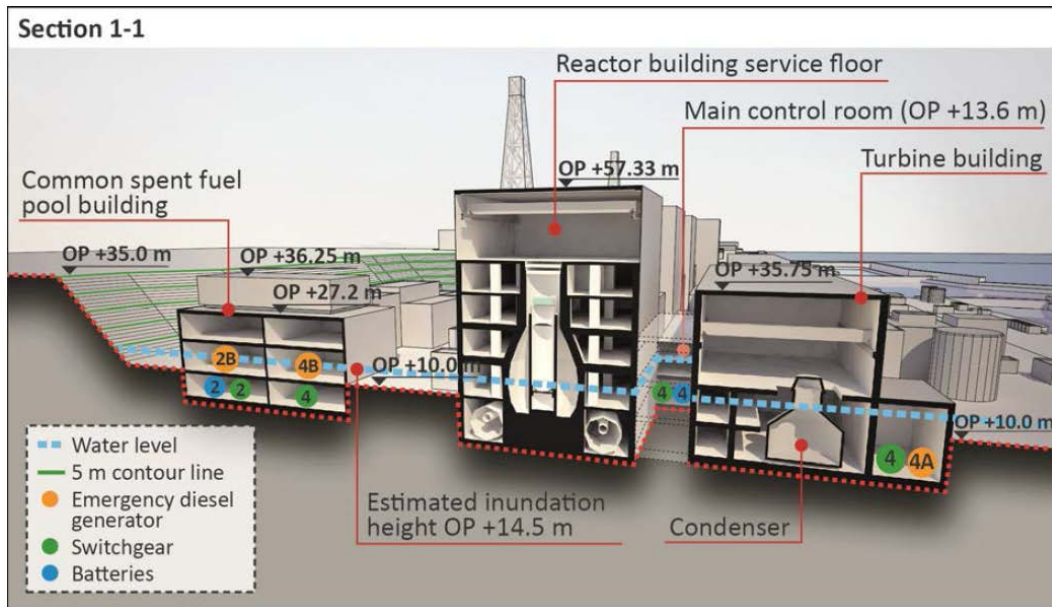 Section 1-1
Reactor building service floor
Main control room (OP +13.6 m)
OP +57.33 m
Turbine building
Common spent fuel
pool building
OP +35.0 m
OP +36.25 m
OP +35.75 m
OP +27.2 m
2B
4B
OP +10.0 m
2
2
4
4
4
OP +10.0 m
4
4A
Water level
5 m contour line
Emergency diesel
generator
Switchgear
Batteries
Estimated inundation
height OP +14.5 m
Condenser